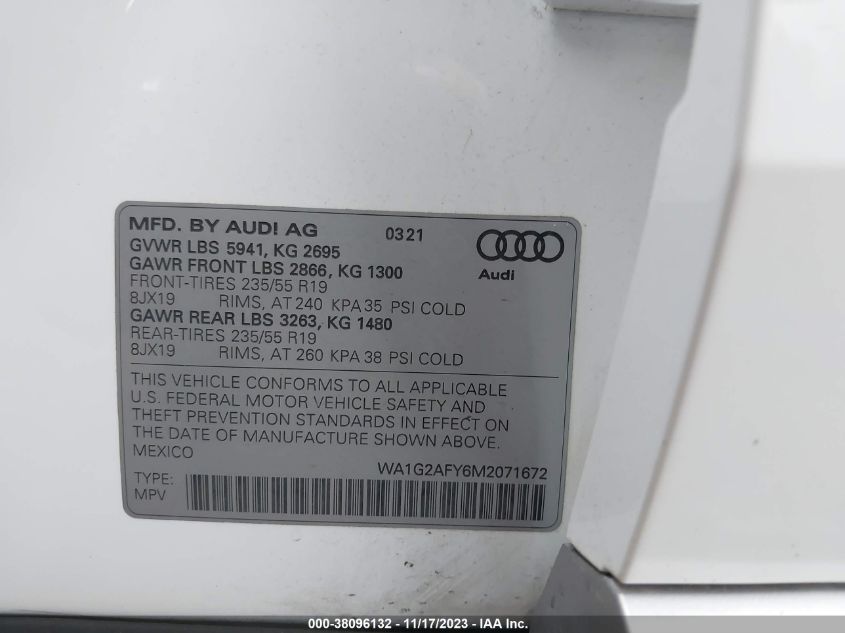 MFD. BY AUDI AG 0321
GVWR LBS 5941, KG 2695
GAWR FRONT LBS 2866, KG 1300
Audi
FRONT-TIRES 235/55 R19
8JX19 RIMS, AT 240 KPA 35 PSI COLD
GAWR REAR LBS 3263, KG 1480
REAR-TIRES 235/55 R19
8JX19 RIMS, AT 260 KPA 38 PSI COLD
THIS VEHICLE CONFORMS TO ALL APPLICABLE
U.S. FEDERAL MOTOR VEHICLE SAFETY AND
THEFT PREVENTION STANDARDS IN EFFECT ON
THE DATE OF MANUFACTURE SHOWN ABOVE.
MEXICO
WA1G2AFY6M2071672
TYPE:
MPV
000-38096132 - 11/17/2023 - IAA Inc.